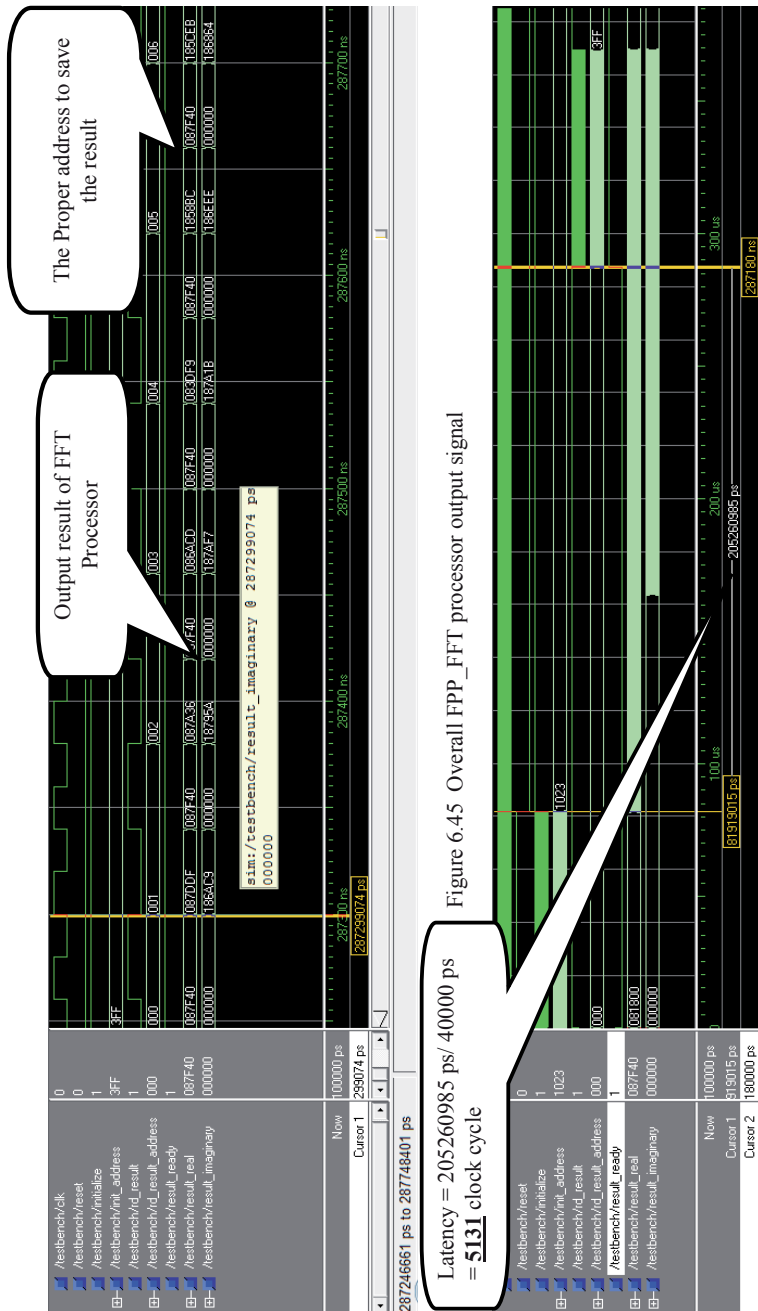 The Proper address to save
the result
Output result of FFT
Processor
/testbench/clk 0
/testbench/reset 0
/testbench/initialize 1
/testbench/init_address 3FF 3FF
/testbench/rd_result 1
/testbench/rd_result_address 000 000 001 002 003 004 005 006
/testbench/result_ready 1
/testbench/result_real 087F40 087F40 087DDF 087F40 087A36 087F40 086ACD 087F40 083DF9 087F40 1858BC 087F40 185CEB
/testbench/result_imaginary 000000 000000 186AC9 000000 18795A 000000 187AF7 000000 187A1B 000000 186EEE 000000 186864
sim:/testbench/result_imaginary @ 287299074 ps
000000
Now 100000 ps 287300 ns 287400 ns 287500 ns 287600 ns 287700 ns
Cursor 1 299074 ps 287299074 ps
287246661 ps to 287748401 ps
Figure 6.45 Overall FPP_FFT processor output signal
Latency = 205260985 ps/ 40000 ps
= 5131 clock cycle
/testbench/reset 0
/testbench/initialize 1
/testbench/init_address 1023 1023
/testbench/rd_result 1
/testbench/rd_result_address 000 000 3FF
/testbench/result_ready 1
/testbench/result_real 087F40 081800
/testbench/result_imaginary 000000 000000
Now 100000 ps 0 100 us 200 us 300 us
Cursor 1 919015 ps 81919015 ps 205260985 ps
Cursor 2 180000 ps 287180 ns